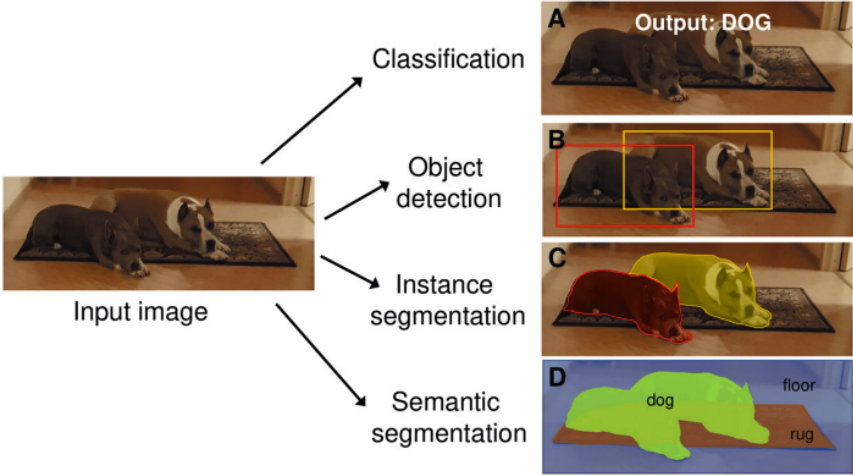 A
Output: DOG
Classification
B
Object
detection
Input image
C
Instance
segmentation
D
Semantic
segmentation
dog
floor
rug